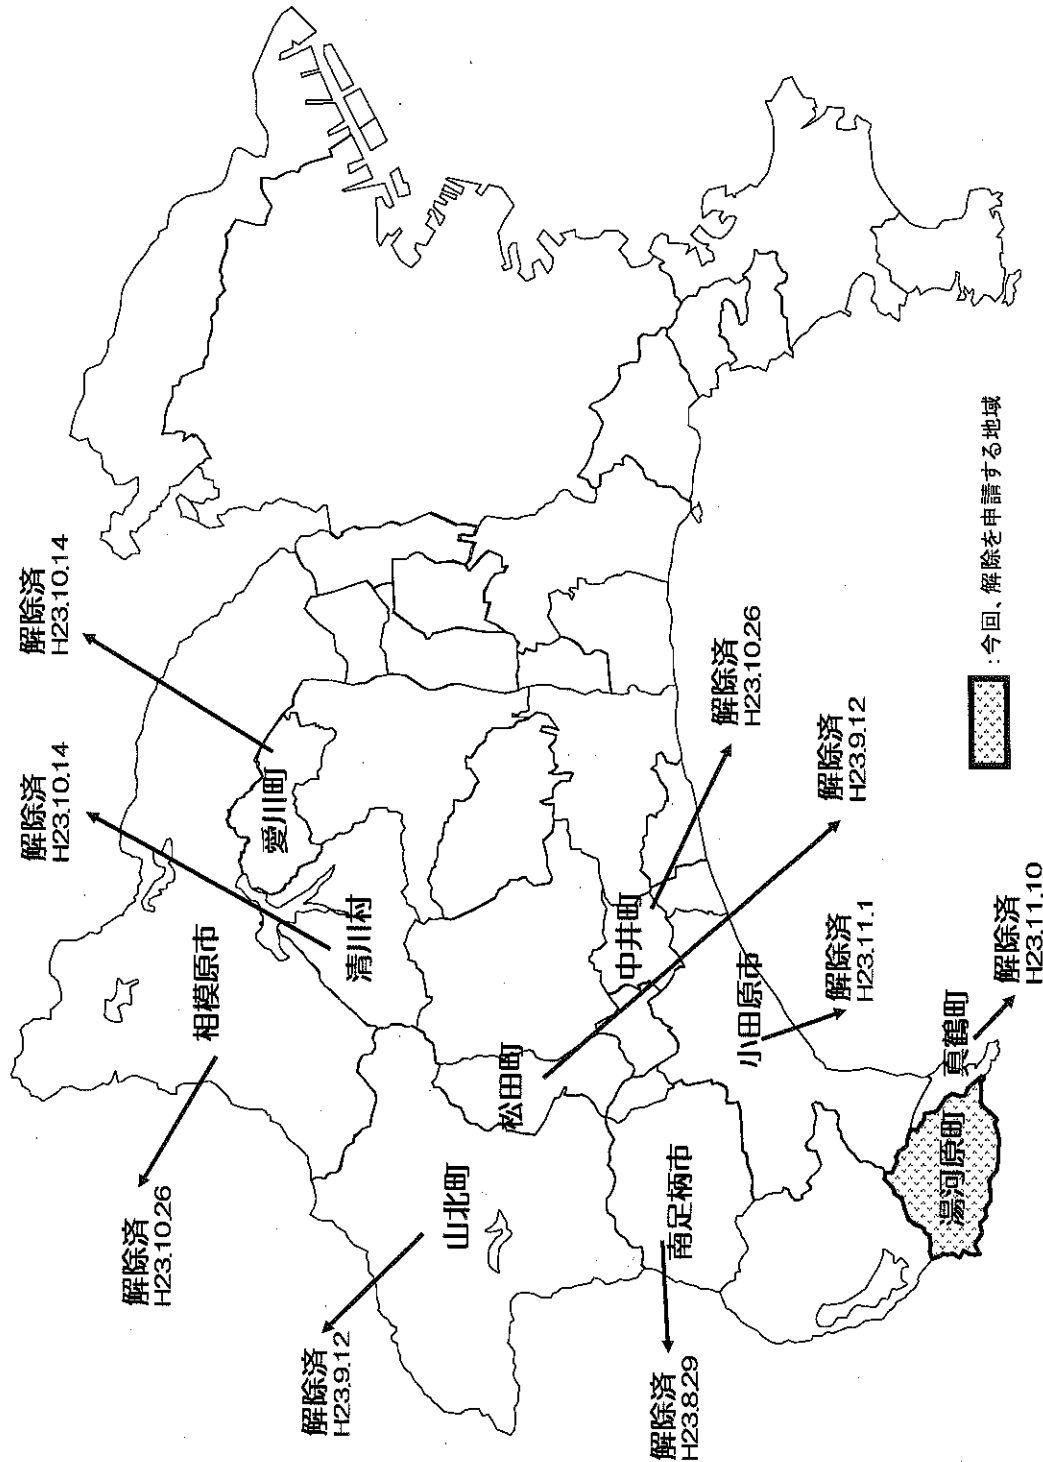 解除済
H23.10.26
相模原市
解除済
H23.10.14
清川村
解除済
H23.10.14
愛川町
解除済
H23.9.12
山北町
松田町
解除済
H23.9.12
中井町
解除済
H23.10.26
解除済
H23.8.29
南足柄市
小田原市
解除済
H23.11.1
湯河原町
真鶴町
解除済
H23.11.10
:今回、解除を申請する地域